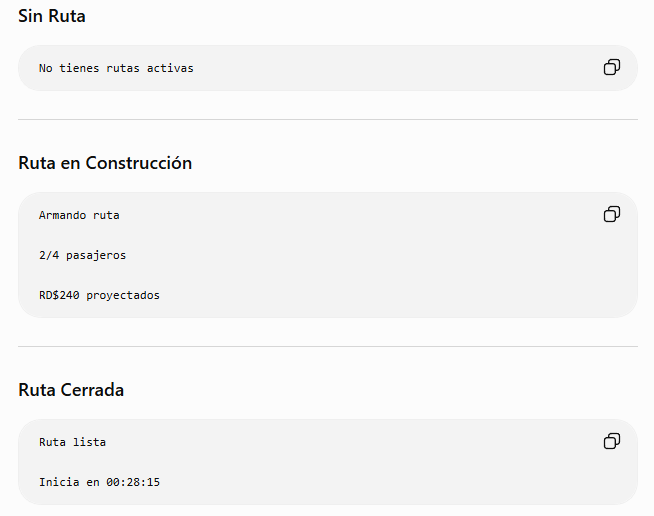 Sin Ruta
No tienes rutas activas
Ruta en Construcción
Armando ruta
2/4 pasajeros
RD$240 proyectados
Ruta Cerrada
Ruta lista
Inicia en 00:28:15